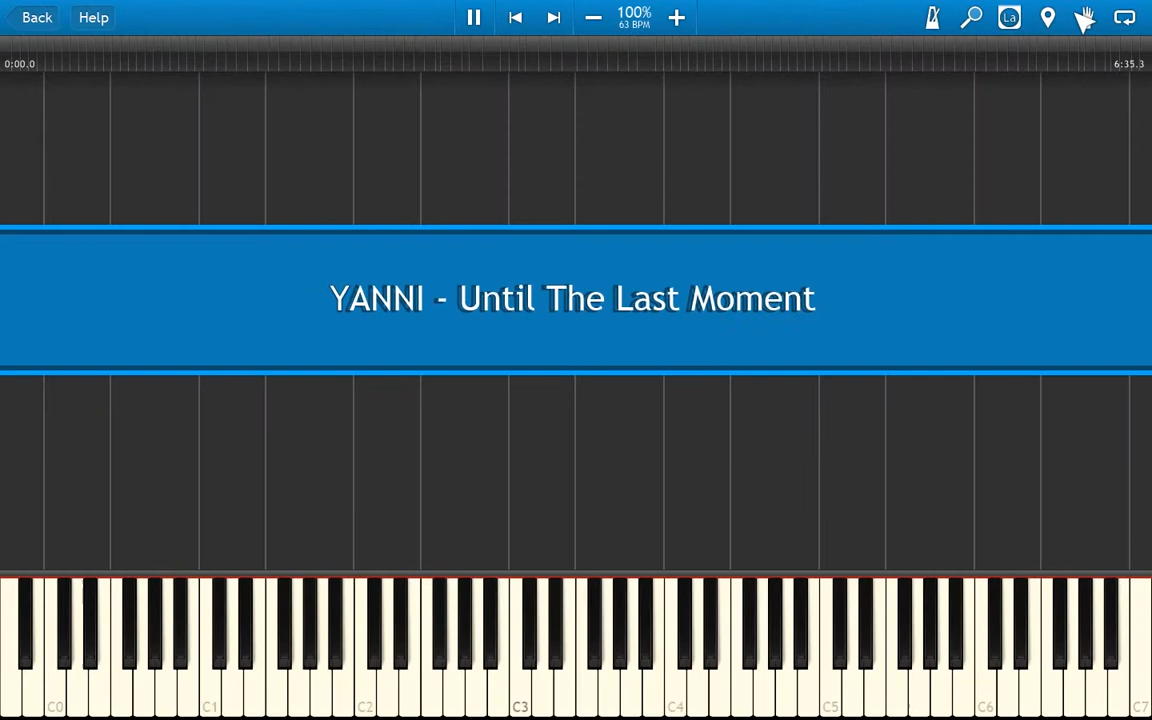 Back
Help
100%
63 BPM
La
0:00.0
6:35.3
YANNI - Until The Last Moment
C0
C1
C2
C3
C4
C5
C6
C7